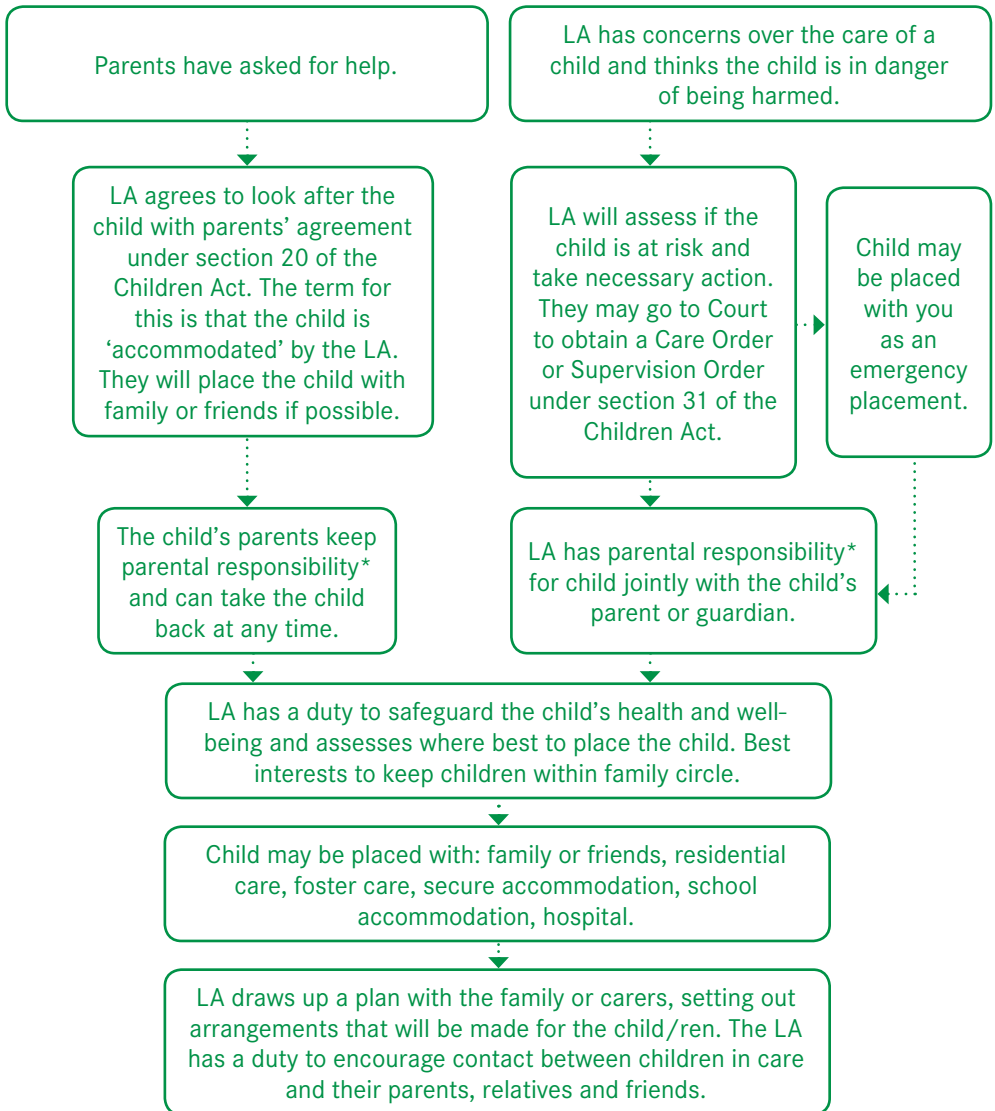 Parents have asked for help.
LA has concerns over the care of a
child and thinks the child is in danger
of being harmed.
LA agrees to look after the
child with parents’ agreement
under section 20 of the
Children Act. The term for
this is that the child is
‘accommodated’ by the LA.
They will place the child with
family or friends if possible.
LA will assess if the
child is at risk and
take necessary action.
They may go to Court
to obtain a Care Order
or Supervision Order
under section 31 of the
Children Act.
Child may
be placed
with you
as an
emergency
placement.
The child’s parents keep
parental responsibility*
and can take the child
back at any time.
LA has parental responsibility*
for child jointly with the child’s
parent or guardian.
LA has a duty to safeguard the child’s health and well-
being and assesses where best to place the child. Best
interests to keep children within family circle.
Child may be placed with: family or friends, residential
care, foster care, secure accommodation, school
accommodation, hospital.
LA draws up a plan with the family or carers, setting out
arrangements that will be made for the child/ren. The LA
has a duty to encourage contact between children in care
and their parents, relatives and friends.